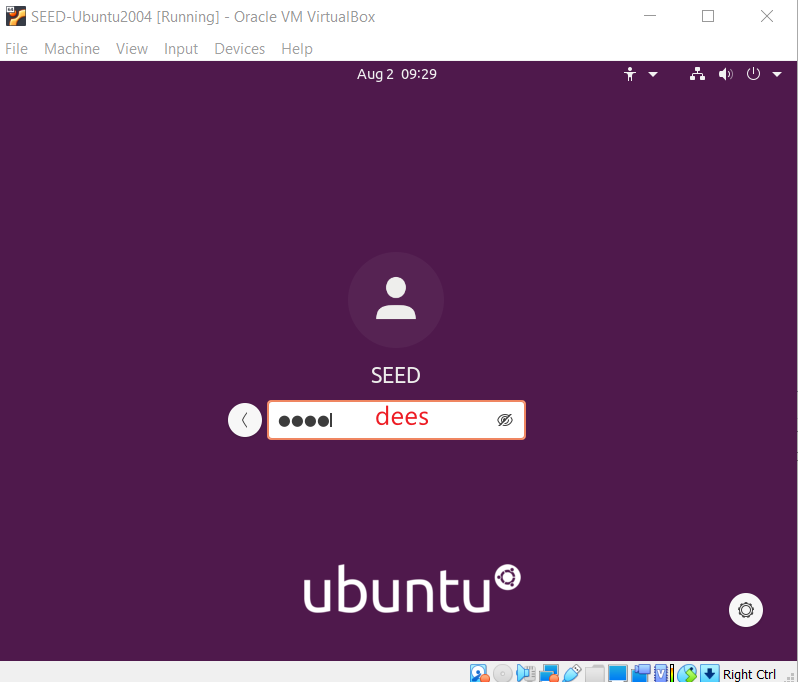 SEED-Ubuntu2004 [Running] - Oracle VM VirtualBox
File Machine View Input Devices Help
Aug 2 09:29
SEED
dees
ubuntu
Right Ctrl